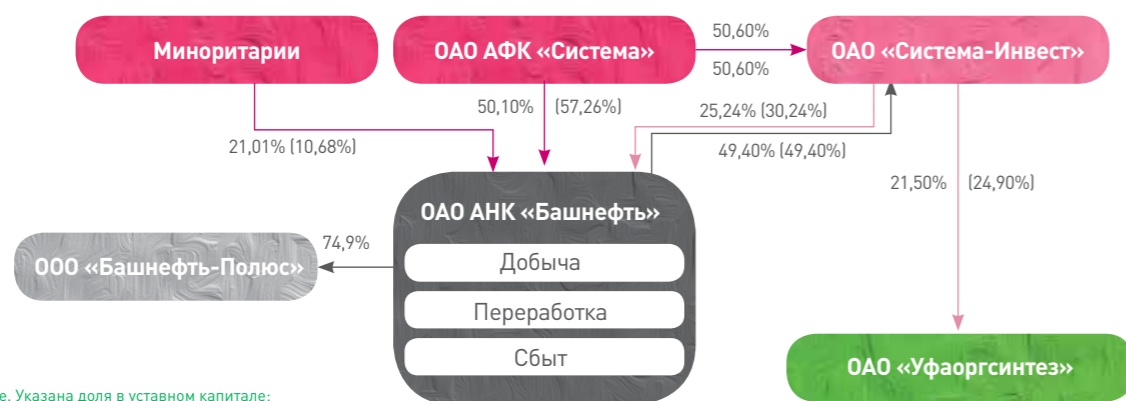 Миноритарии
ОАО АФК «Система»
50,60%
50,60%
ОАО «Система-Инвест»
21,01% (10,68%)
50,10% (57,26%)
25,24% (30,24%)
49,40% (49,40%)
21,50% (24,90%)
ОАО АНК «Башнефть»
Добыча
Переработка
Сбыт
74,9%
ООО «Башнефть-Полюс»
ОАО «Уфаоргсинтез»
е. Указана доля в уставном капитале: